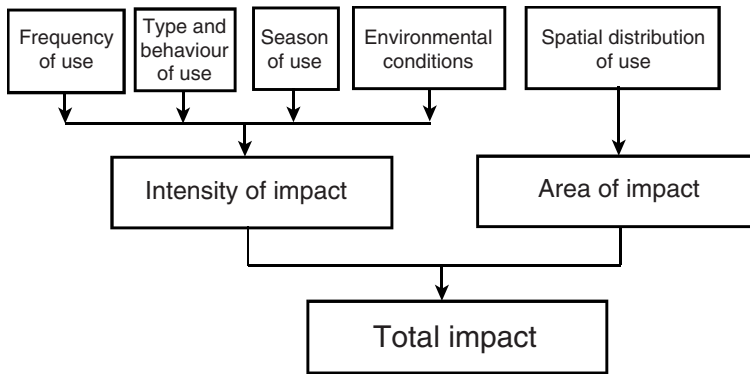 Frequency
of use
Type and
behaviour
of use
Season
of use
Environmental
conditions
Spatial distribution
of use
Intensity of impact
Area of impact
Total impact